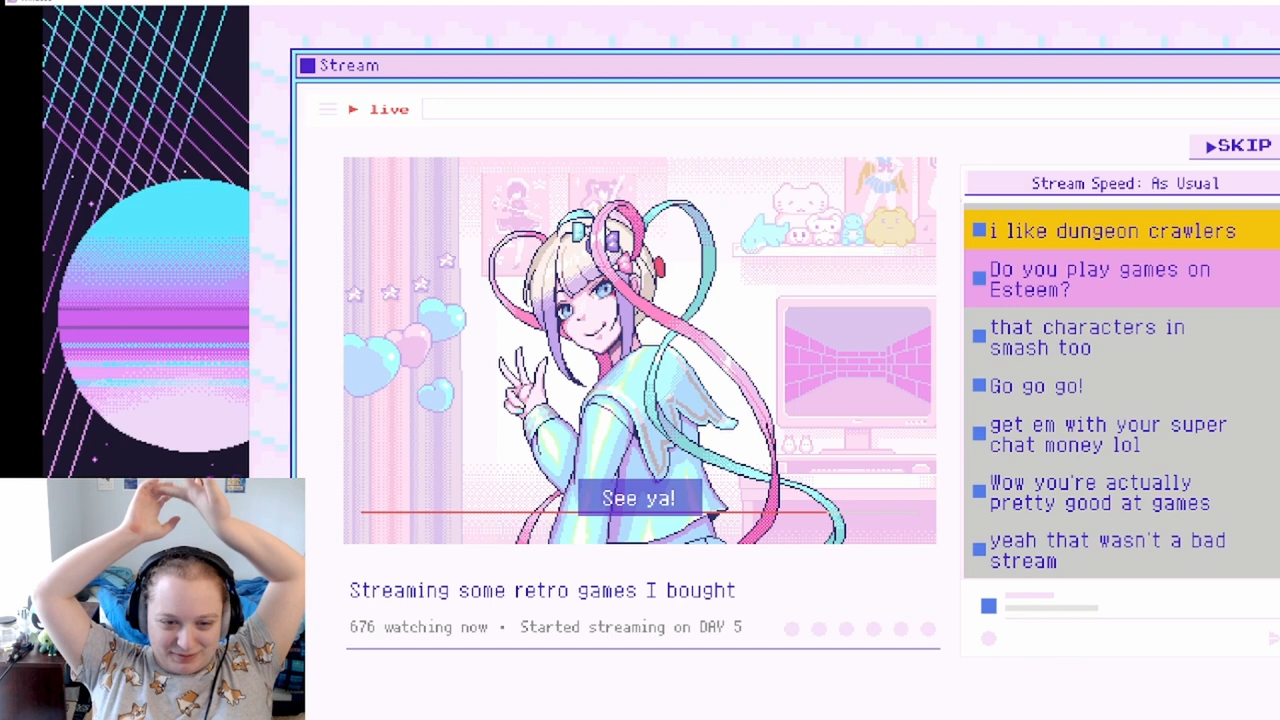 Stream
live
SKIP
Stream Speed: As Usual
i like dungeon crawlers
Do you play games on
Esteem?
that characters in
smash too
Go go go!
get em with your super
chat money lol
Wow you're actually
pretty good at games
yeah that wasn't a bad
stream
See ya!
Streaming some retro games I bought
676 watching now • Started streaming on DAY 5